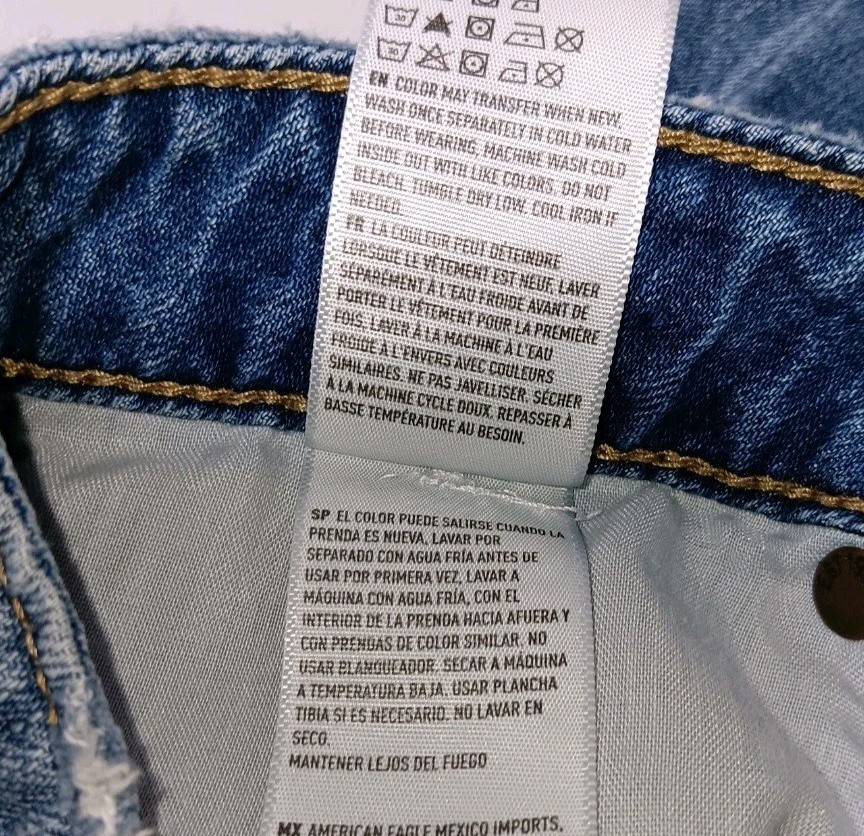 30
30
EN COLOR MAY TRANSFER WHEN NEW.
WASH ONCE SEPARATELY IN COLD WATER
BEFORE WEARING. MACHINE WASH COLD
INSIDE OUT WITH LIKE COLORS. DO NOT
BLEACH. TUMBLE DRY LOW. COOL IRON IF
NEEDED.
FR LA COULEUR PEUT DÉTEINDRE
LORSQUE LE VÊTEMENT EST NEUF. LAVER
SÉPARÉMENT À L'EAU FROIDE AVANT DE
PORTER LE VÊTEMENT POUR LA PREMIÈRE
FOIS. LAVER À LA MACHINE À L'EAU
FROIDE À L'ENVERS AVEC COULEURS
SIMILAIRES. NE PAS JAVELLISER. SÉCHER
À LA MACHINE CYCLE DOUX. REPASSER À
BASSE TEMPÉRATURE AU BESOIN.
SP EL COLOR PUEDE SALIRSE CUANDO LA
PRENDA ES NUEVA, LAVAR POR
SEPARADO CON AGUA FRÍA ANTES DE
USAR POR PRIMERA VEZ, LAVAR A
MÁQUINA CON AGUA FRÍA, CON EL
INTERIOR DE LA PRENDA HACIA AFUERA Y
CON PRENDAS DE COLOR SIMILAR. NO
USAR BLANQUEADOR. SECAR A MÁQUINA
A TEMPERATURA BAJA. USAR PLANCHA
TIBIA SI ES NECESARIO. NO LAVAR EN
SECO.
MANTENER LEJOS DEL FUEGO
MX AMERICAN EAGLE MEXICO IMPORTS,